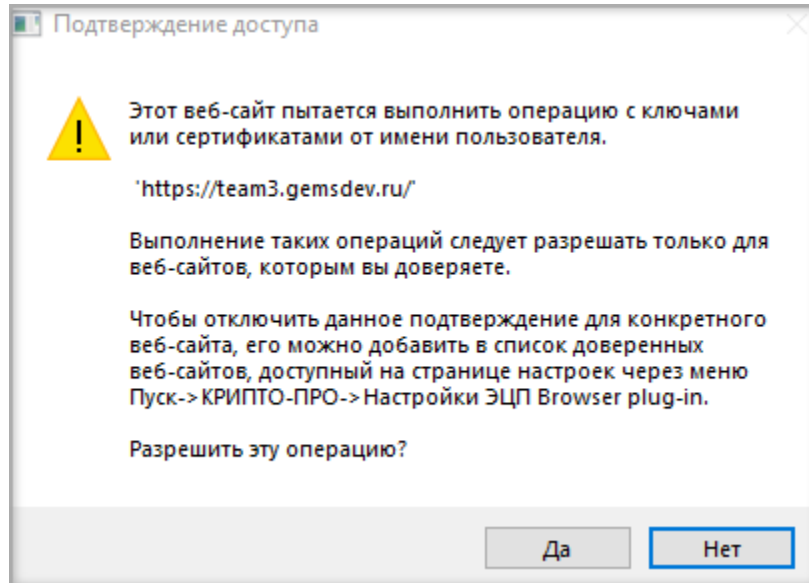 Подтверждение доступа
Этот веб-сайт пытается выполнить операцию с ключами
или сертификатами от имени пользователя.
'https://team3.gemsdev.ru/'
Выполнение таких операций следует разрешать только для
веб-сайтов, которым вы доверяете.
Чтобы отключить данное подтверждение для конкретного
веб-сайта, его можно добавить в список доверенных
веб-сайтов, доступный на странице настроек через меню
Пуск->КРИПТО-ПРО->Настройки ЭЦП Browser plug-in.
Разрешить эту операцию?
Да
Нет